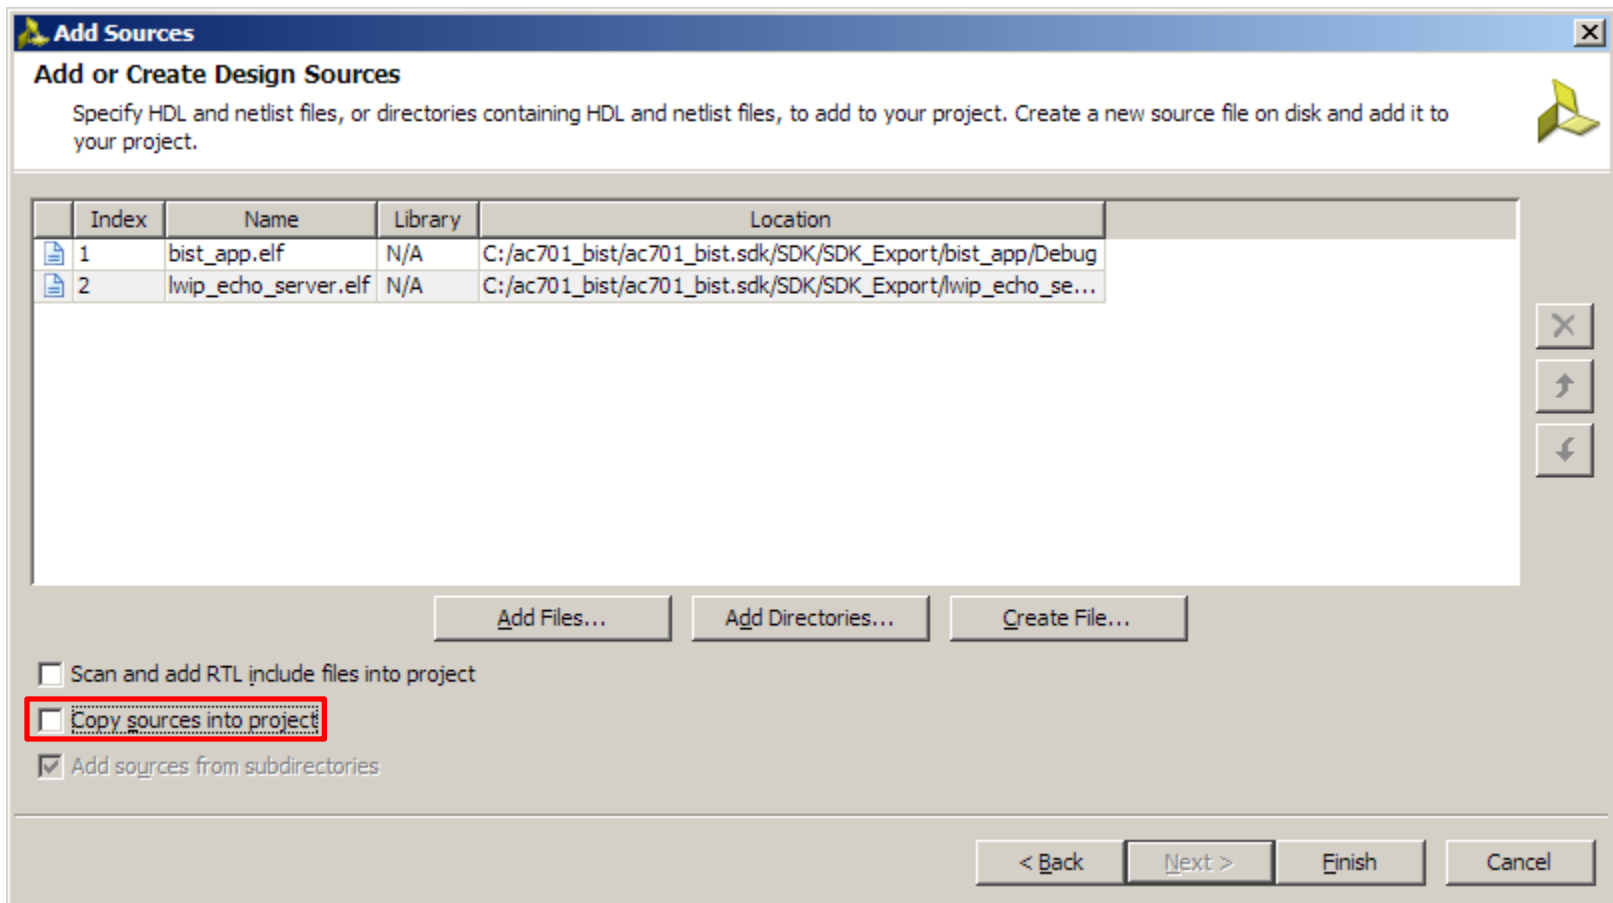 Add Sources
Add or Create Design Sources
Specify HDL and netlist files, or directories containing HDL and netlist files, to add to your project. Create a new source file on disk and add it to
your project.
Index Name Library Location
1 bist_app.elf N/A C:/ac701_bist/ac701_bist.sdk/SDK/SDK_Export/bist_app/Debug
2 lwip_echo_server.elf N/A C:/ac701_bist/ac701_bist.sdk/SDK/SDK_Export/lwip_echo_se...
Add Files... Add Directories... Create File...
Scan and add RTL include files into project
Copy sources into project
Add sources from subdirectories
< Back Next > Finish Cancel